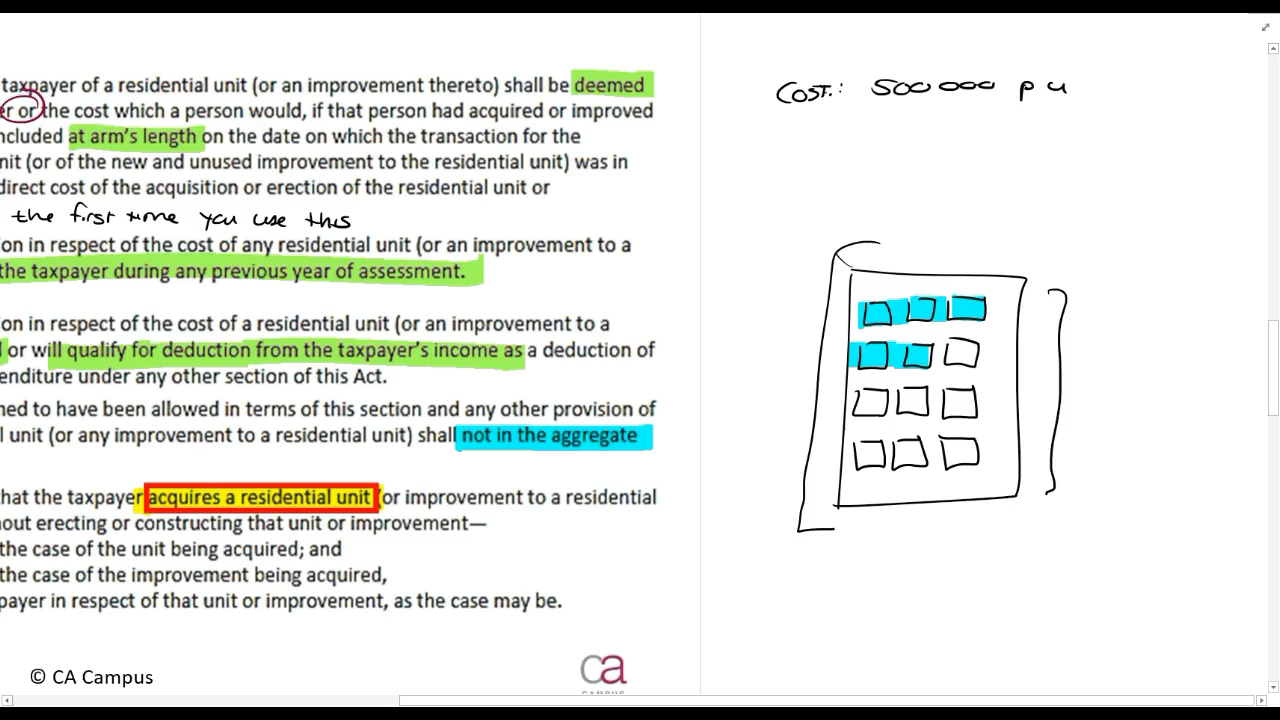 taxpayer of a residential unit (or an improvement thereto) shall be deemed
er or the cost which a person would, if that person had acquired or improved
ncluded at arm's length on the date on which the transaction for the
nit (or of the new and unused improvement to the residential unit) was in
direct cost of the acquisition or erection of the residential unit or
the first time you use this
on in respect of the cost of any residential unit (or an improvement to a
the taxpayer during any previous year of assessment.
on in respect of the cost of a residential unit (or an improvement to a
or will qualify for deduction from the taxpayer's income as a deduction of
enditure under any other section of this Act.
ned to have been allowed in terms of this section and any other provision of
l unit (or any improvement to a residential unit) shall not in the aggregate
hat the taxpayer acquires a residential unit (or improvement to a residential
out erecting or constructing that unit or improvement—
the case of the unit being acquired; and
the case of the improvement being acquired,
payer in respect of that unit or improvement, as the case may be.
© CA Campus
ca
CAMPUS
Cost: 500 000 p u